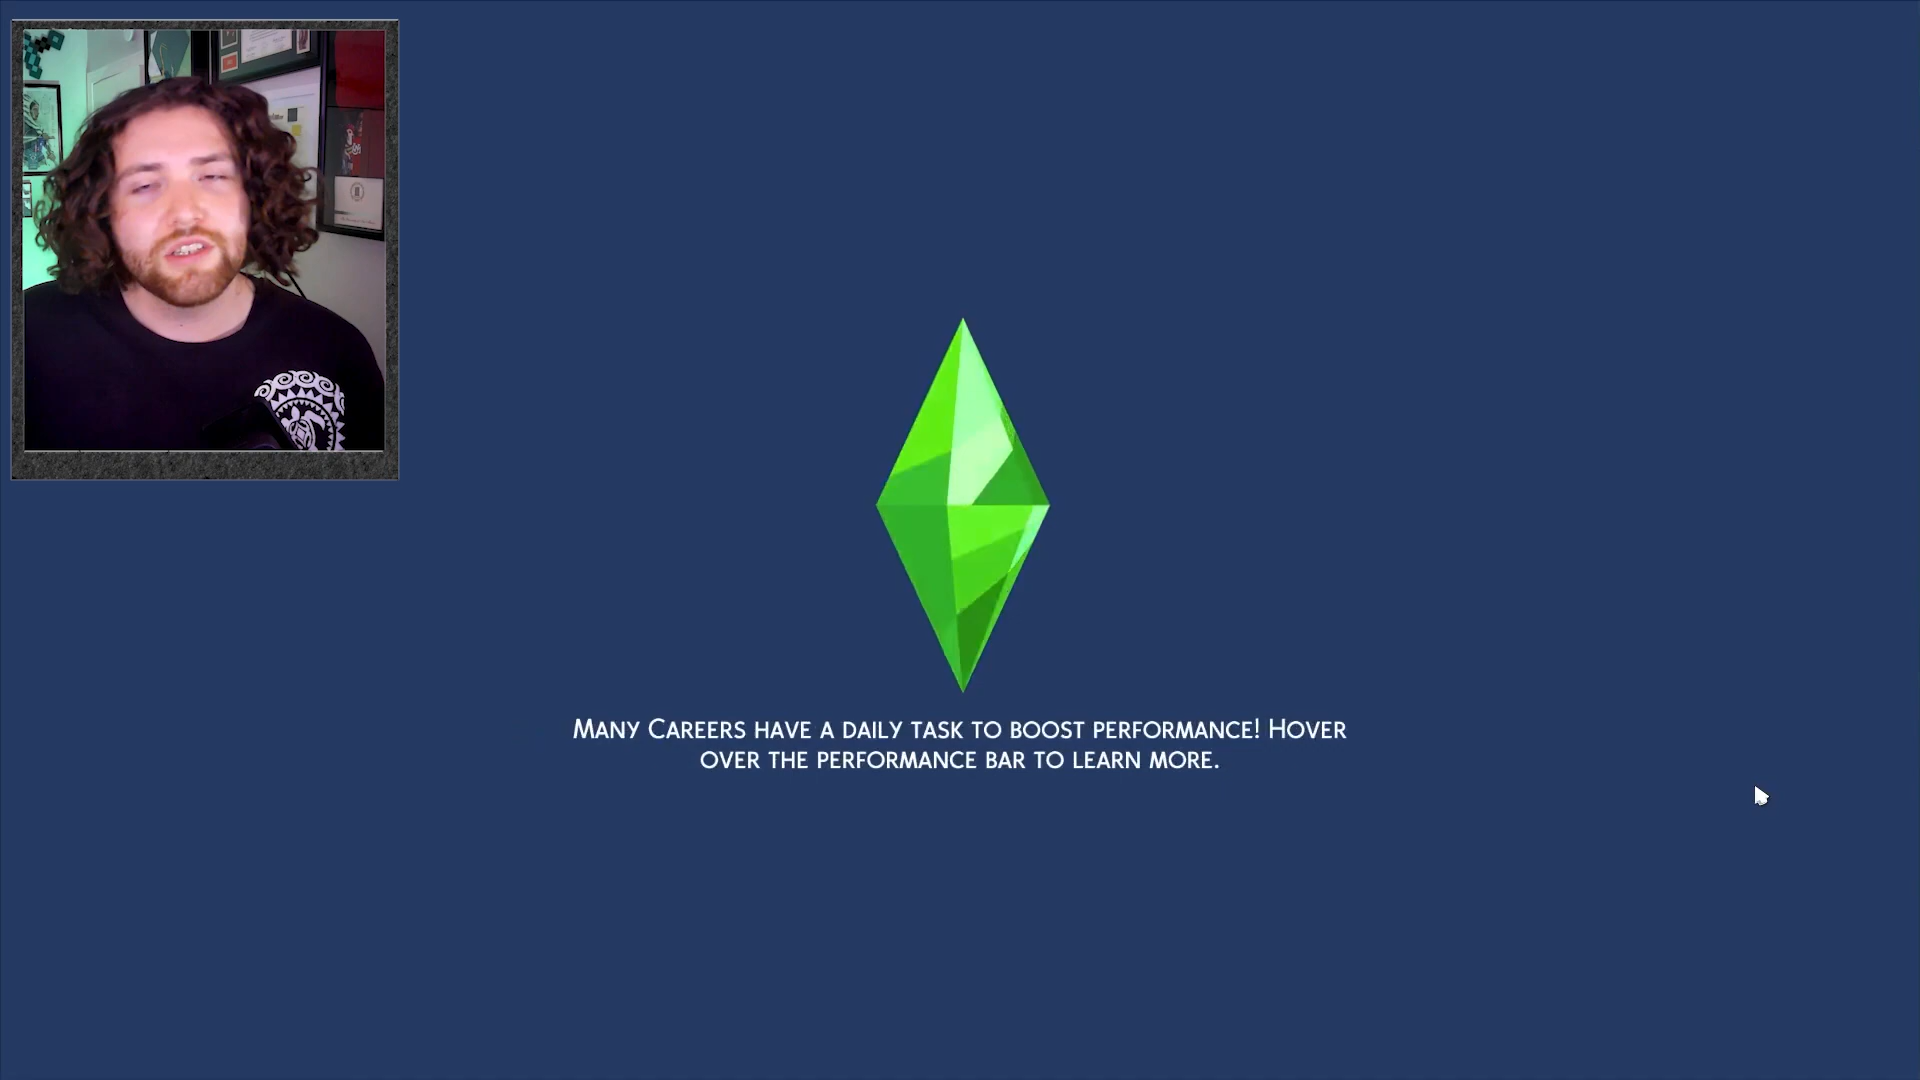 MANY CAREERS HAVE A DAILY TASK TO BOOST PERFORMANCE! HOVER
OVER THE PERFORMANCE BAR TO LEARN MORE.